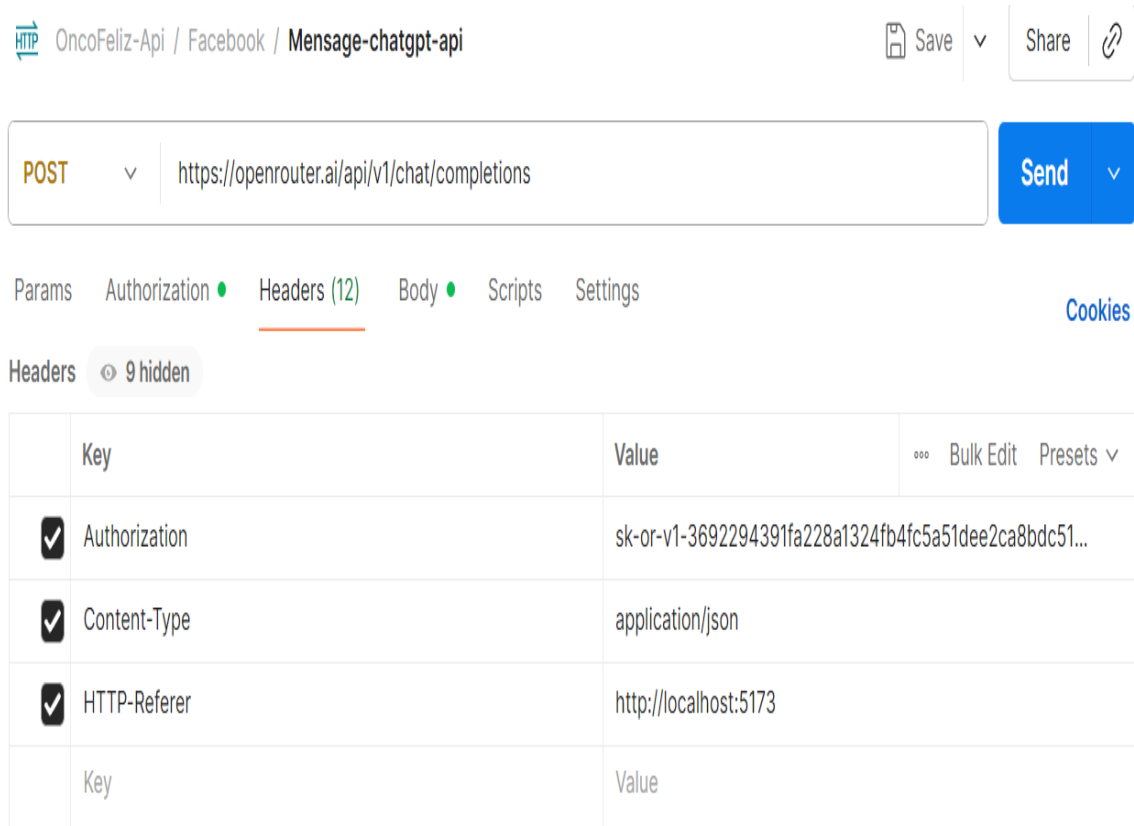 HTTP OncoFeliz-Api / Facebook / Mensage-chatgpt-api Save Share
POST https://openrouter.ai/api/v1/chat/completions Send
Params Authorization Headers (12) Body Scripts Settings
Cookies
Headers 9 hidden
Key Value ooo Bulk Edit Presets
Authorization sk-or-v1-3692294391fa228a1324fb4fc5a51dee2ca8bdc51...
Content-Type application/json
HTTP-Referer http://localhost:5173
Key Value